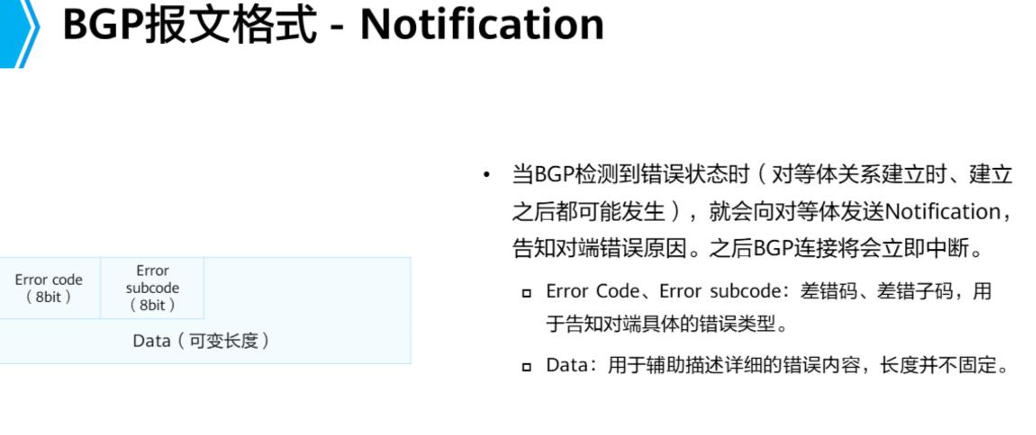 BGP报文格式 - Notification
• 当BGP检测到错误状态时（对等体关系建立时、建立
之后都可能发生），就会向对等体发送Notification，
告知对端错误原因。之后BGP连接将会立即中断。
Error Code、Error subcode：差错码、差错子码，用
于告知对端具体的错误类型。
Data：用于辅助描述详细的错误内容，长度并不固定。
Error code
（8bit）
Error
subcode
（8bit）
Data（可变长度）